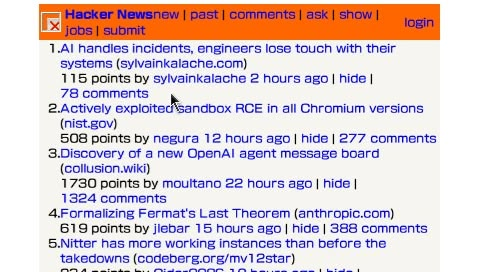 Hacker Newsnew | past | comments | ask | show |
jobs | submit
login
1.AI handles incidents, engineers lose touch with their
systems (sylvainkalache.com)
115 points by sylvainkalache 2 hours ago | hide |
78 comments
2.Actively exploited sandbox RCE in all Chromium versions
(nist.gov)
508 points by negura 12 hours ago | hide | 277 comments
3.Discovery of a new OpenAI agent message board
(collusion.wiki)
1730 points by moultano 22 hours ago | hide |
1324 comments
4.Formalizing Fermat's Last Theorem (anthropic.com)
619 points by jlebar 15 hours ago | hide | 388 comments
5.Nitter has more working instances than before the
takedowns (codeberg.org/mv12star)